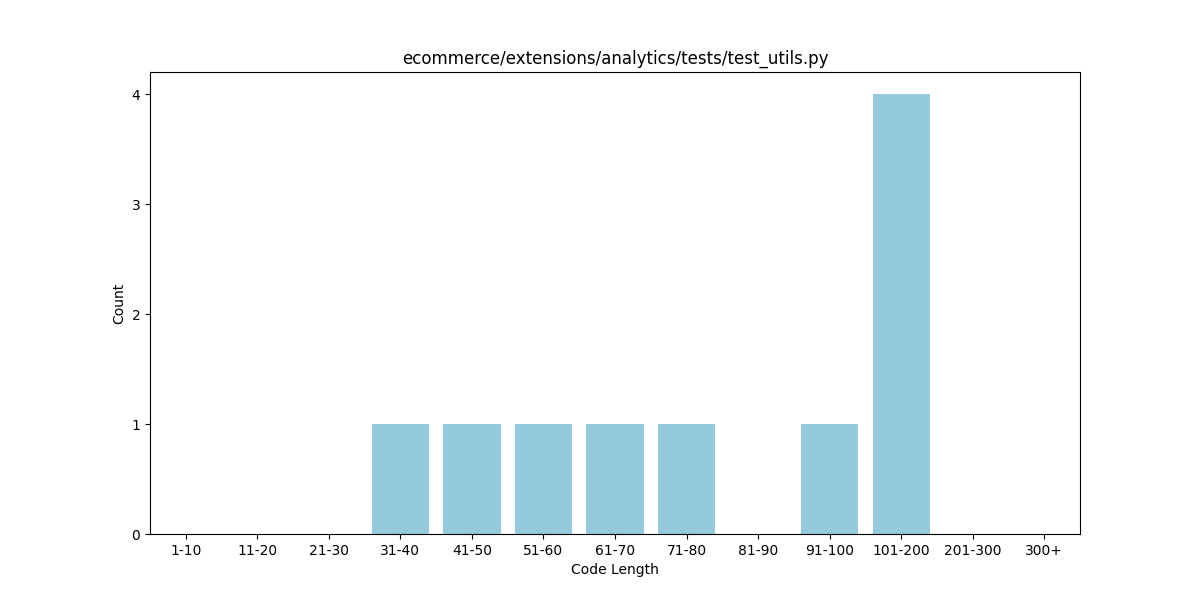 ecommerce/extensions/analytics/tests/test_utils.py
4
3
2
1
0
Count
1-10 11-20 21-30 31-40 41-50 51-60 61-70 71-80 81-90 91-100 101-200 201-300 300+
Code Length